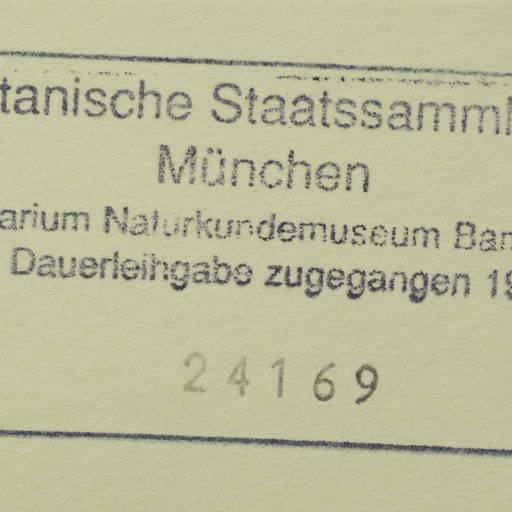 tanische Staatssamml
München
arium Naturkundemuseum Bam
Dauerleihgabe zugegangen 19
24169